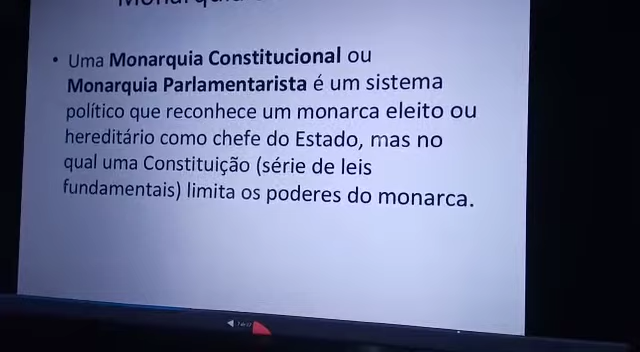 • Uma Monarquia Constitucional ou
Monarquia Parlamentarista é um sistema
político que reconhece um monarca eleito ou
hereditário como chefe do Estado, mas no
qual uma Constituição (série de leis
fundamentais) limita os poderes do monarca.